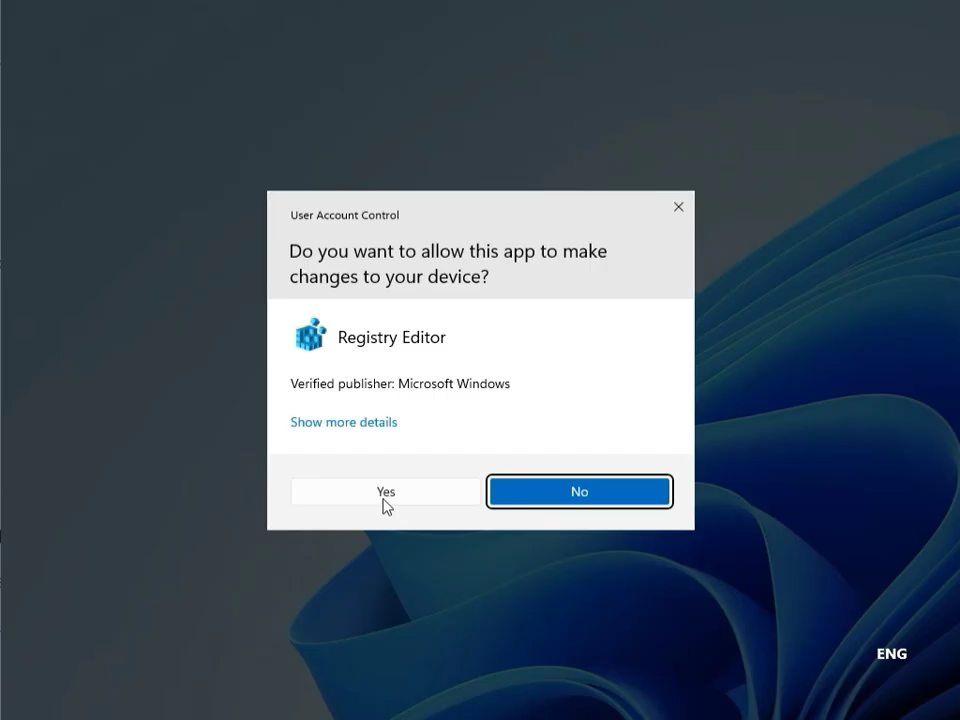 User Account Control
Do you want to allow this app to make
changes to your device?
Registry Editor
Verified publisher: Microsoft Windows
Show more details
Yes
No
ENG